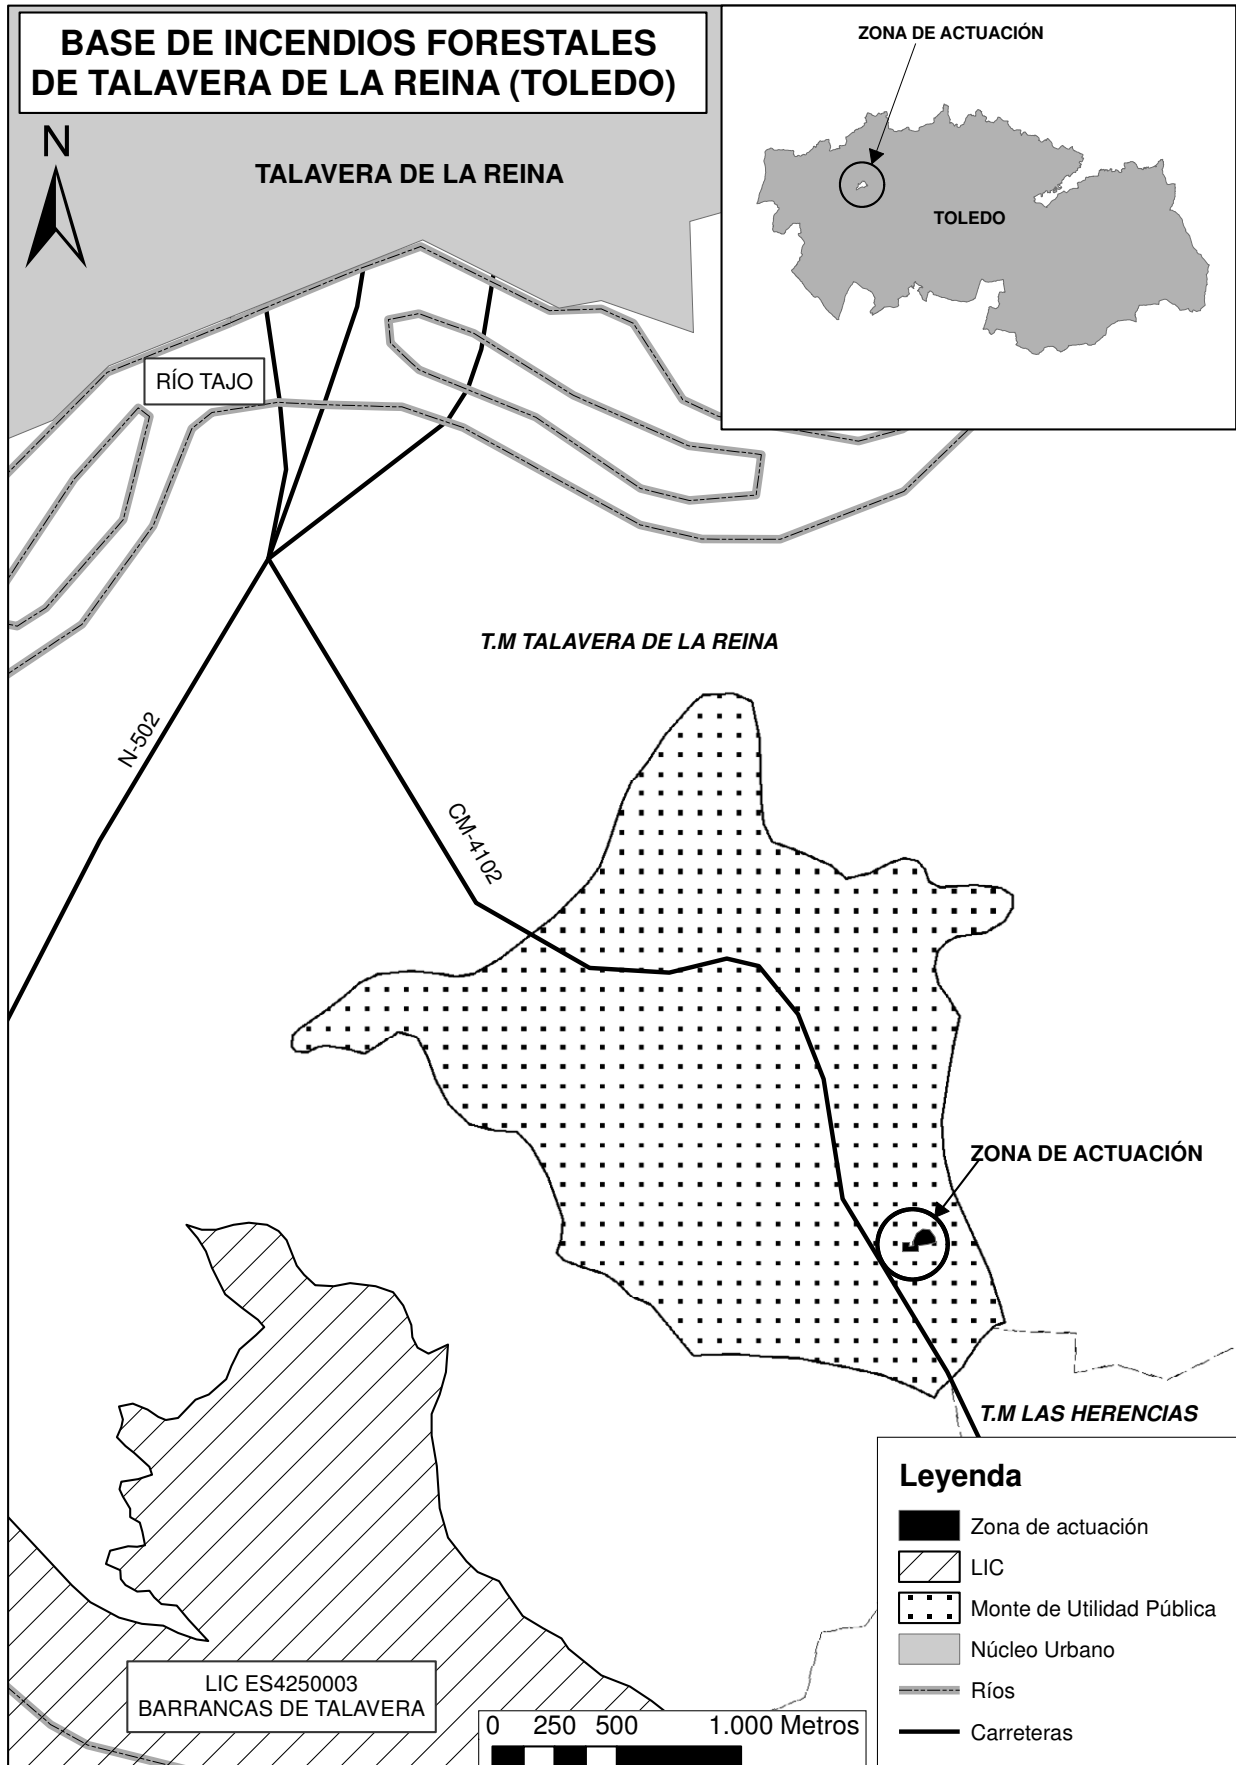 BASE DE INCENDIOS FORESTALES
DE TALAVERA DE LA REINA (TOLEDO)
ZONA DE ACTUACIÓN
N
TALAVERA DE LA REINA
TOLEDO
RÍO TAJO
T.M TALAVERA DE LA REINA
N-502
CM-4102
ZONA DE ACTUACIÓN
T.M LAS HERENCIAS
Leyenda
Zona de actuación
LIC
Monte de Utilidad Pública
Núcleo Urbano
Ríos
Carreteras
LIC ES4250003
BARRANCAS DE TALAVERA
0 250 500 1.000 Metros